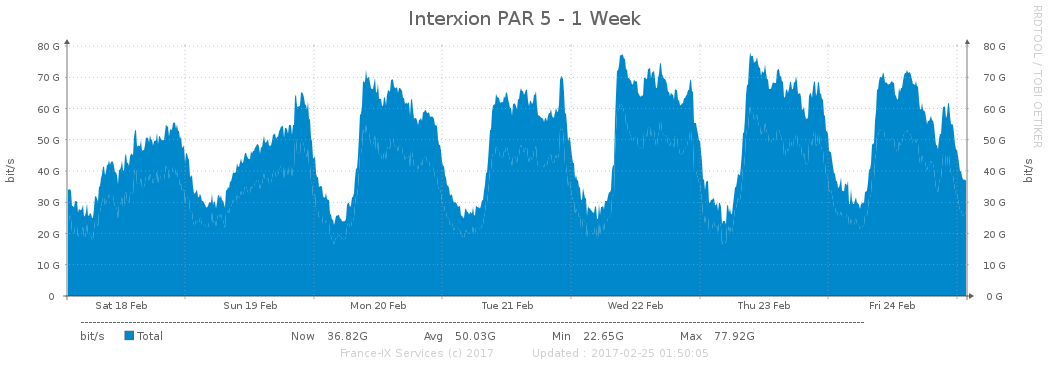 Interxion PAR 5 - 1 Week
RRDTOOL / TOBI OETIKER
80 G 80 G
70 G 70 G
60 G 60 G
50 G 50 G
40 G 40 G
30 G 30 G
20 G 20 G
10 G 10 G
0 0 G
bit/s
bit/s
Sat 18 Feb Sun 19 Feb Mon 20 Feb Tue 21 Feb Wed 22 Feb Thu 23 Feb Fri 24 Feb
bit/s Total Now 36.82G Avg 50.03G Min 22.65G Max 77.92G
France-IX Services (c) 2017 Updated : 2017-02-25 01:50:05